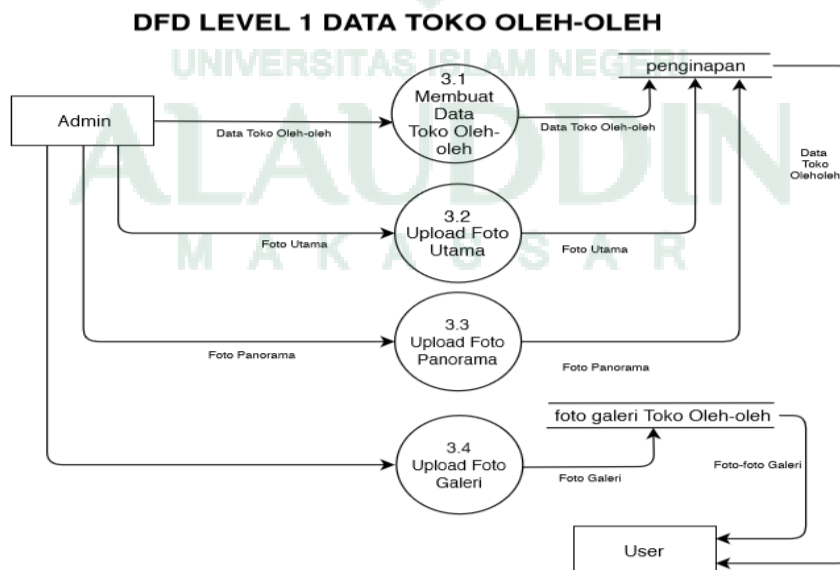 DFD LEVEL 1 DATA TOKO OLEH-OLEH
UNIVERSITAS ISLAM NEGERI
ALAUDDIN
MAKASSAR
Admin
Data Toko Oleh-oleh
3.1
Membuat
Data
Toko Oleh-
oleh
Data Toko Oleh-oleh
penginapan
Data
Toko
Oleholeh
Foto Utama
3.2
Upload Foto
Utama
Foto Utama
Foto Panorama
3.3
Upload Foto
Panorama
Foto Panorama
3.4
Upload Foto
Galeri
Foto Galeri
foto galeri Toko Oleh-oleh
Foto-foto Galeri
User